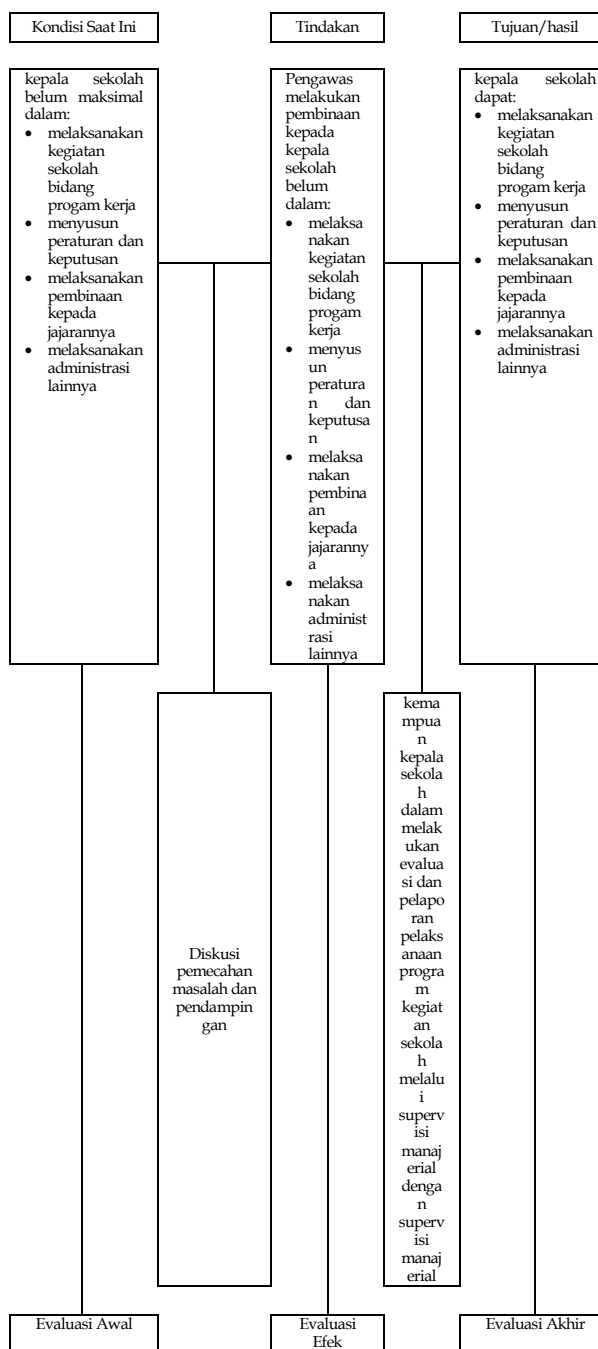 Kondisi Saat Ini
Tindakan
Tujuan/hasil
kepala sekolah
belum maksimal
dalam:
• melaksanakan
kegiatan
sekolah
bidang
progam kerja
• menyusun
peraturan dan
keputusan
• melaksanakan
pembinaan
kepada
jajarannya
• melaksanakan
administrasi
lainnya
Pengawas
melakukan
pembinaan
kepada
kepala
sekolah
belum
dalam:
• melaksa
nakan
kegiatan
sekolah
bidang
progam
kerja
• menyus
un
peratura
n dan
keputusa
n
• melaksa
nakan
pembina
an
kepada
jajaranny
a
• melaksa
nakan
administ
rasi
lainnya
kepala sekolah
dapat:
• melaksanakan
kegiatan
sekolah
bidang
progam kerja
• menyusun
peraturan dan
keputusan
• melaksanakan
pembinaan
kepada
jajarannya
• melaksanakan
administrasi
lainnya
Diskusi
pemecahan
masalah dan
pendampin
gan
kema
mpua
n
kepala
sekola
h
dalam
melak
ukan
evalua
si dan
pelapo
ran
pelaks
anaan
progra
m
kegiat
an
sekola
h
melalu
i
superv
isi
manaj
erial
denga
n
superv
isi
manaj
erial
Evaluasi Awal
Evaluasi
Efek
Evaluasi Akhir